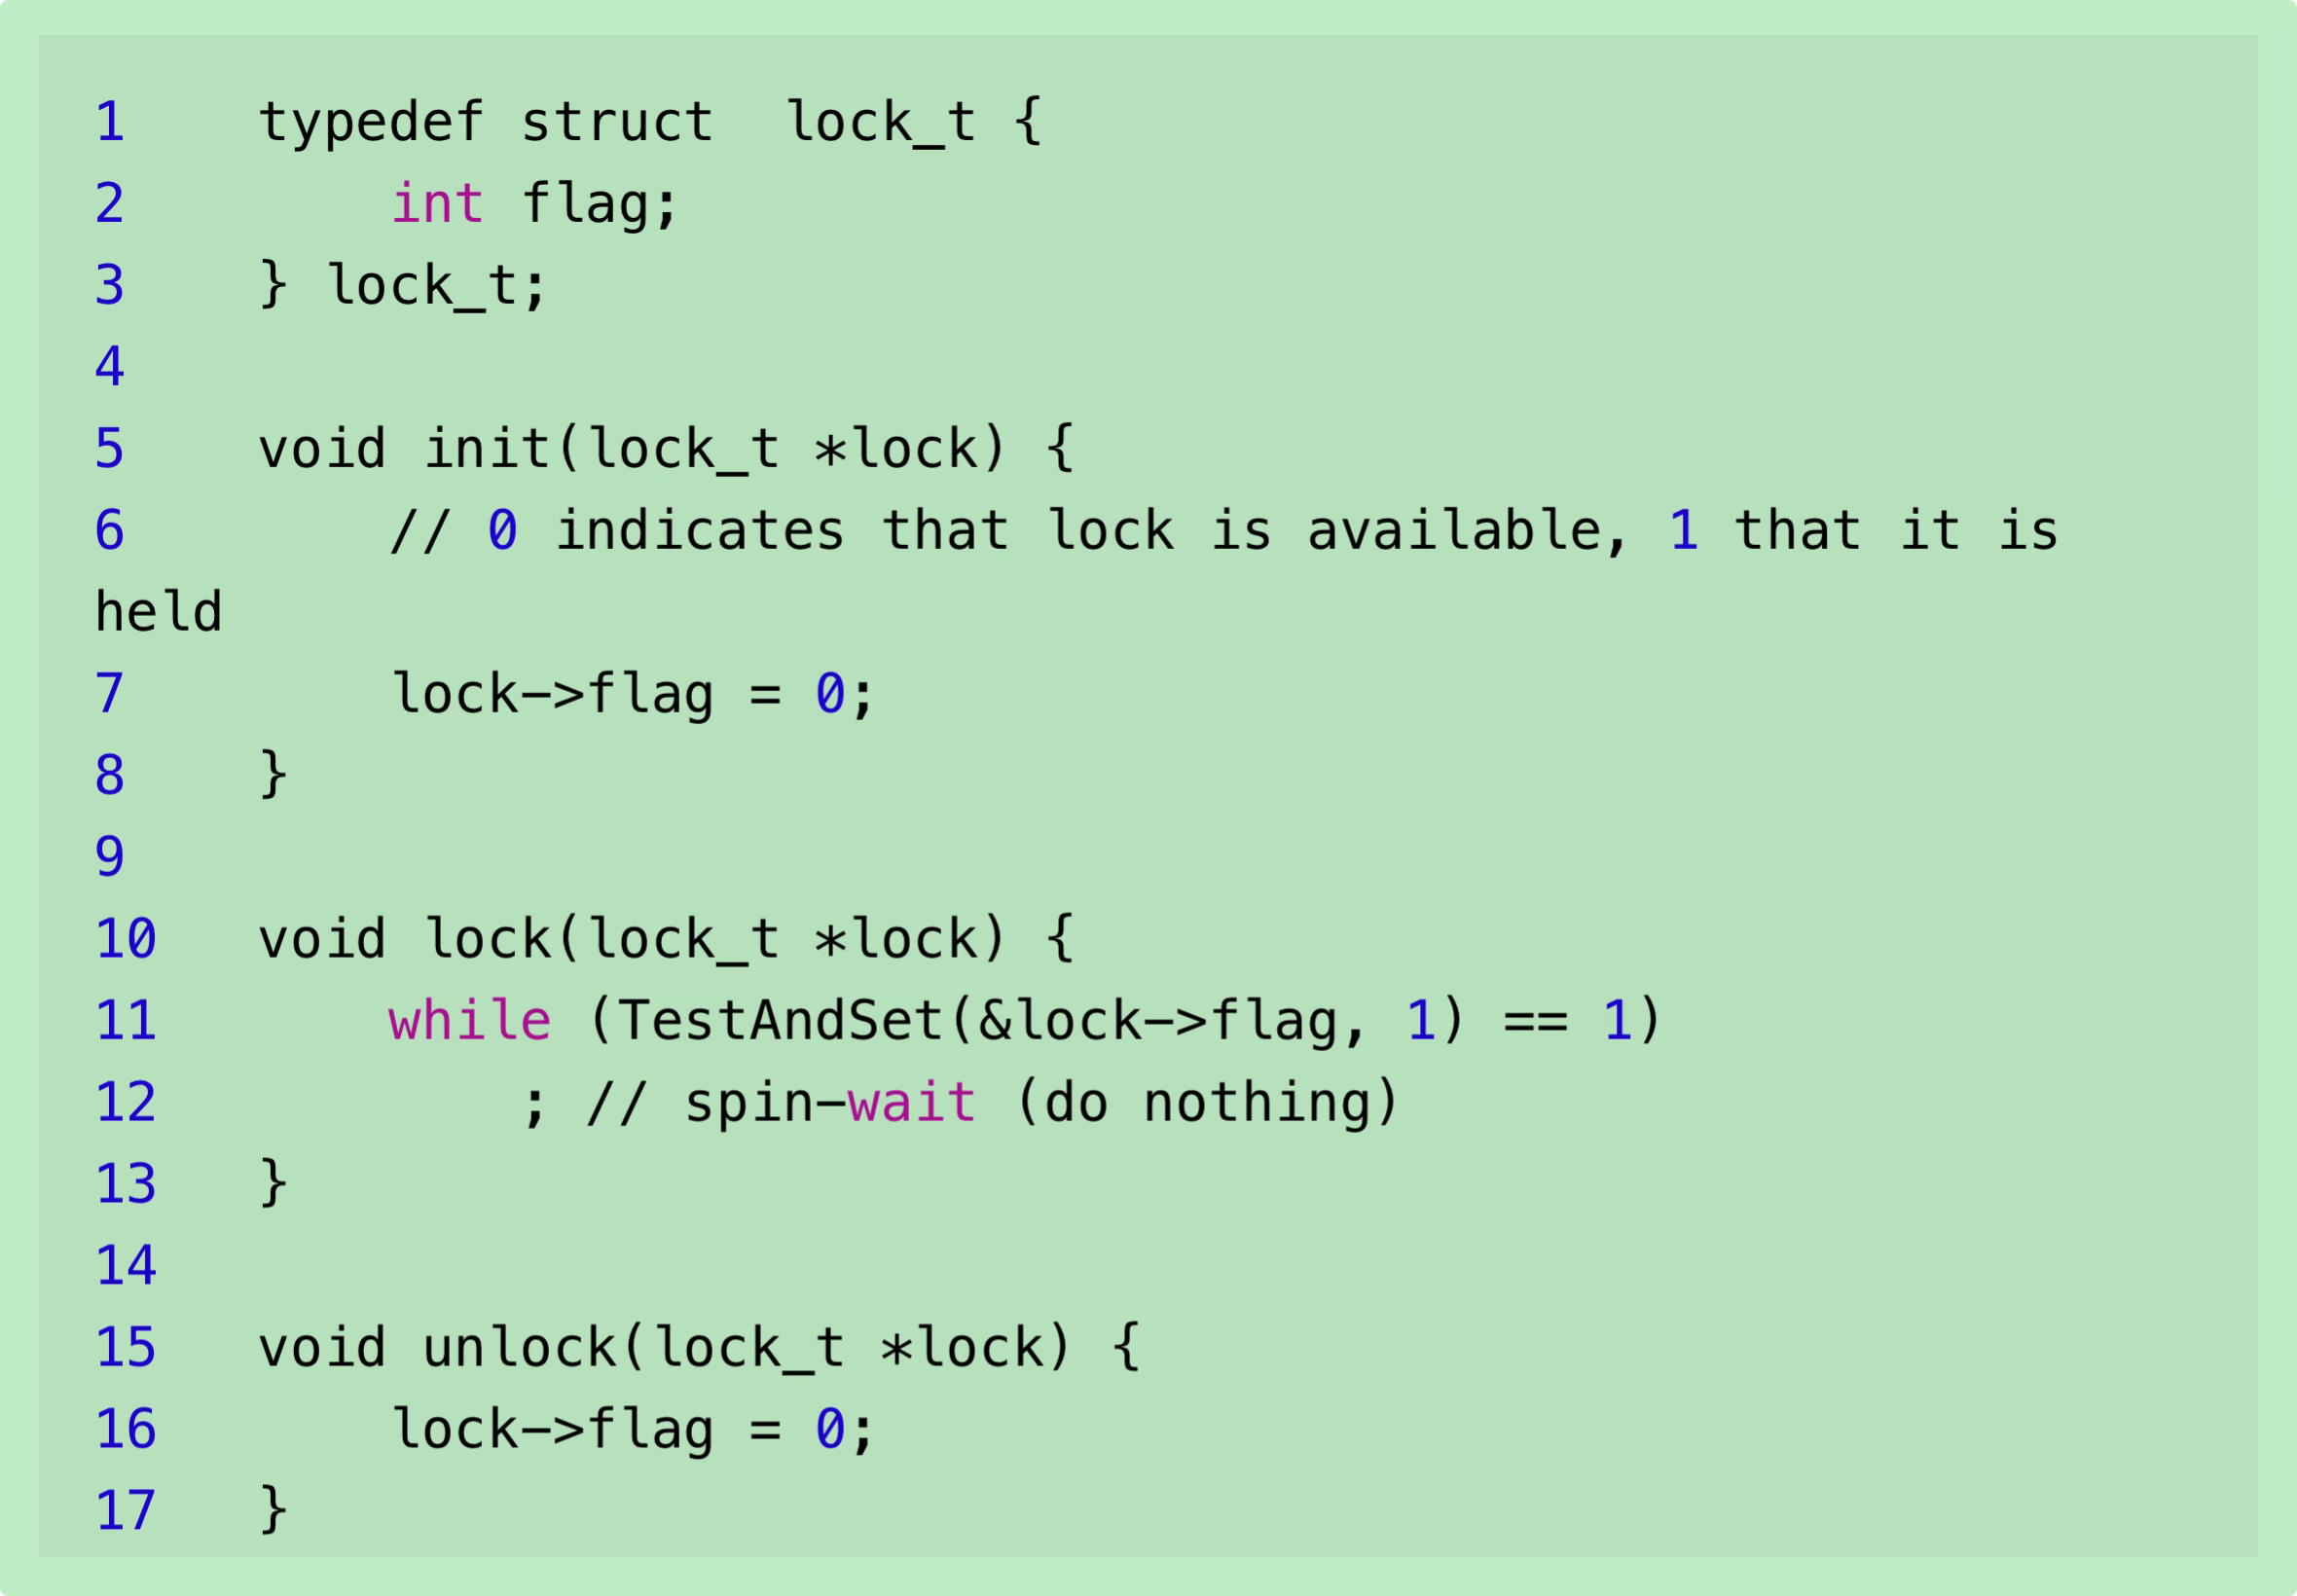 1    typedef struct  lock_t {
2        int flag;
3    } lock_t;
4
5    void init(lock_t *lock) {
6        // 0 indicates that lock is available, 1 that it is
held
7        lock->flag = 0;
8    }
9
10   void lock(lock_t *lock) {
11       while (TestAndSet(&lock->flag, 1) == 1)
12           ; // spin-wait (do nothing)
13   }
14
15   void unlock(lock_t *lock) {
16       lock->flag = 0;
17   }